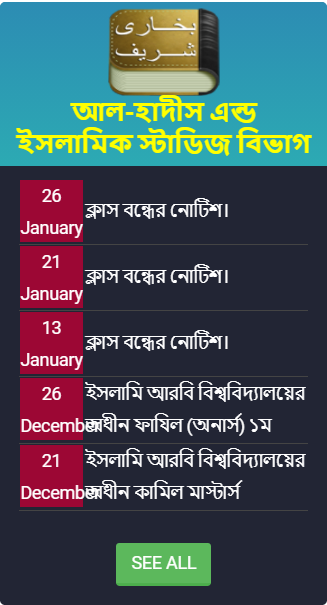 بخاری
شریف
আল-হাদীস এন্ড
ইসলামিক স্টাডিজ বিভাগ
26
January
ক্লাস বন্ধের নোটিশ।
21
January
ক্লাস বন্ধের নোটিশ।
13
January
ক্লাস বন্ধের নোটিশ।
26
December
ইসলামি আরবি বিশ্ববিদ্যালয়ের
অধীন ফাযিল (অনার্স) ১ম
21
December
ইসলামি আরবি বিশ্ববিদ্যালয়ের
অধীন কামিল মাস্টার্স
SEE ALL